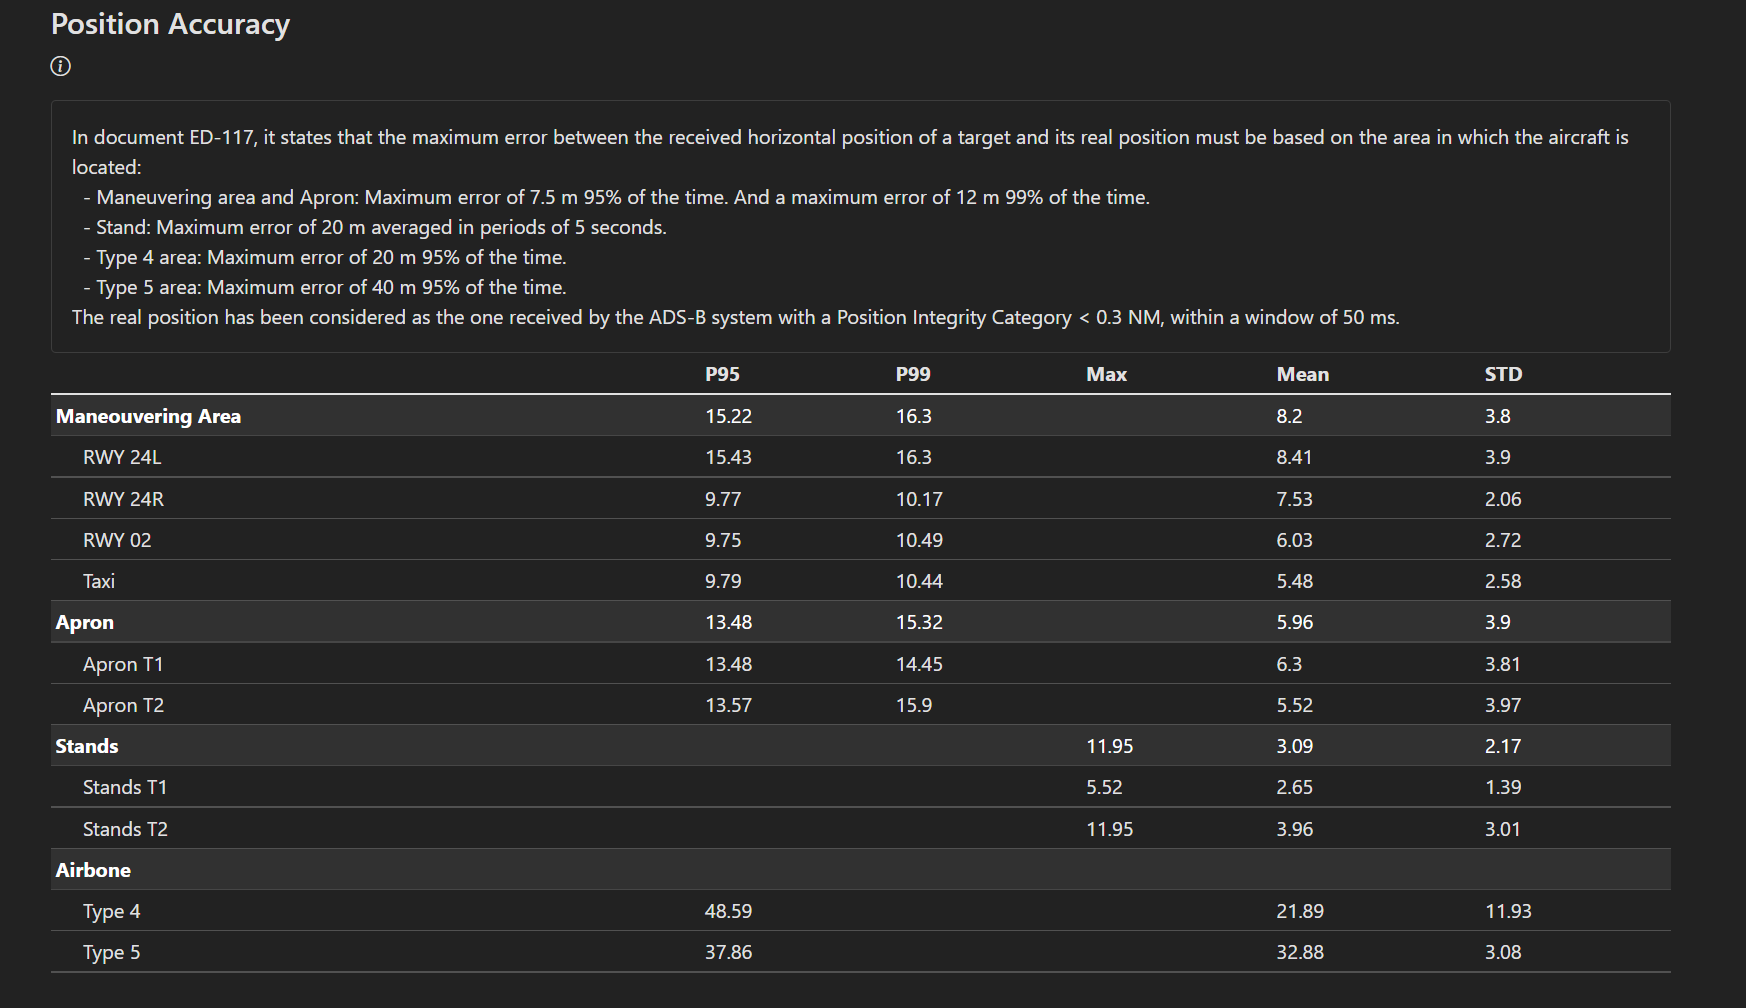 Position Accuracy
In document ED-117, it states that the maximum error between the received horizontal position of a target and its real position must be based on the area in which the aircraft is
located:
- Maneuvering area and Apron: Maximum error of 7.5 m 95% of the time. And a maximum error of 12 m 99% of the time.
- Stand: Maximum error of 20 m averaged in periods of 5 seconds.
- Type 4 area: Maximum error of 20 m 95% of the time.
- Type 5 area: Maximum error of 40 m 95% of the time.
The real position has been considered as the one received by the ADS-B system with a Position Integrity Category < 0.3 NM, within a window of 50 ms.
P95 P99 Max Mean STD
Maneouvering Area 15.22 16.3 8.2 3.8
RWY 24L 15.43 16.3 8.41 3.9
RWY 24R 9.77 10.17 7.53 2.06
RWY 02 9.75 10.49 6.03 2.72
Taxi 9.79 10.44 5.48 2.58
Apron 13.48 15.32 5.96 3.9
Apron T1 13.48 14.45 6.3 3.81
Apron T2 13.57 15.9 5.52 3.97
Stands 11.95 3.09 2.17
Stands T1 5.52 2.65 1.39
Stands T2 11.95 3.96 3.01
Airbone
Type 4 48.59 21.89 11.93
Type 5 37.86 32.88 3.08